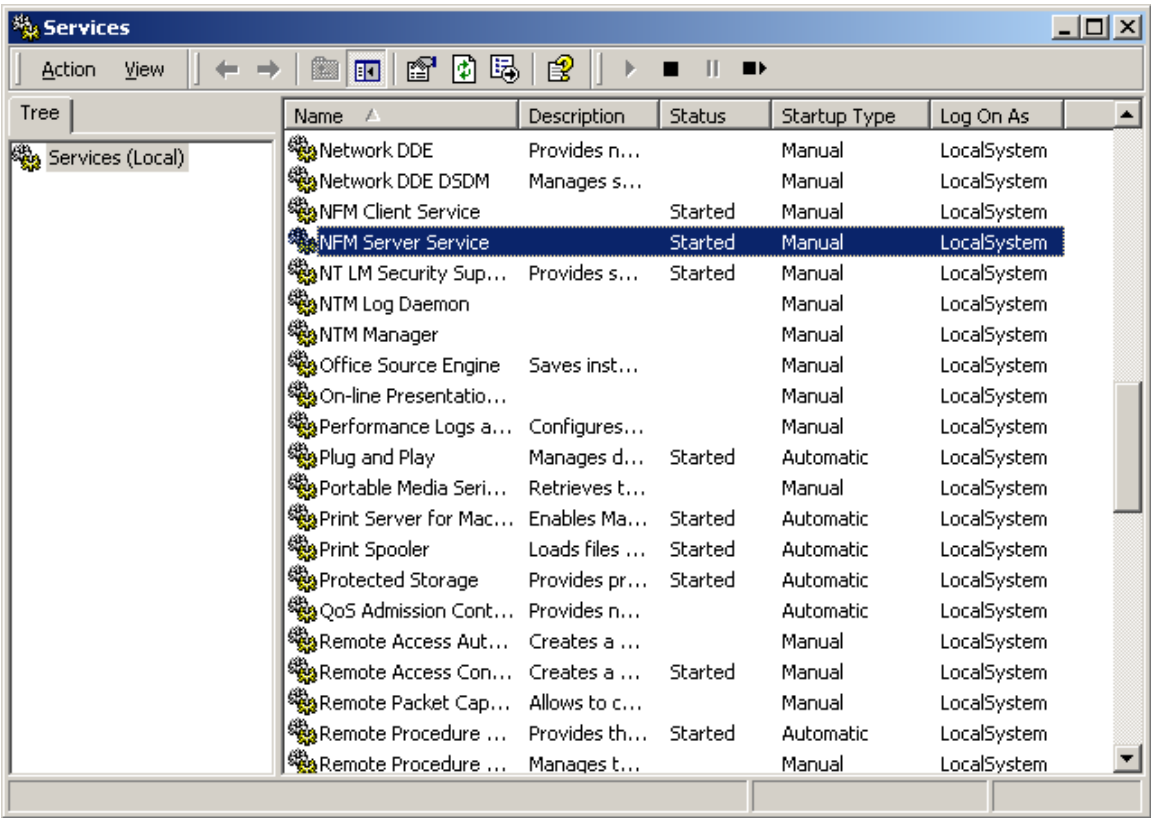 Services
Action View
Tree
Name Description Status Startup Type Log On As
Services (Local)
Network DDE Provides n... Manual LocalSystem
Network DDE DSDM Manages s... Manual LocalSystem
NFM Client Service Started Manual LocalSystem
NFM Server Service Started Manual LocalSystem
NT LM Security Sup... Provides s... Started Manual LocalSystem
NTM Log Daemon Manual LocalSystem
NTM Manager Manual LocalSystem
Office Source Engine Saves inst... Manual LocalSystem
On-line Presentatio... Manual LocalSystem
Performance Logs a... Configures... Manual LocalSystem
Plug and Play Manages d... Started Automatic LocalSystem
Portable Media Seri... Retrieves t... Manual LocalSystem
Print Server for Mac... Enables Ma... Started Automatic LocalSystem
Print Spooler Loads files ... Started Automatic LocalSystem
Protected Storage Provides pr... Started Automatic LocalSystem
QoS Admission Cont... Provides n... Automatic LocalSystem
Remote Access Aut... Creates a ... Manual LocalSystem
Remote Access Con... Creates a ... Started Manual LocalSystem
Remote Packet Cap... Allows to c... Manual LocalSystem
Remote Procedure ... Provides th... Started Automatic LocalSystem
Remote Procedure ... Manages t... Manual LocalSystem